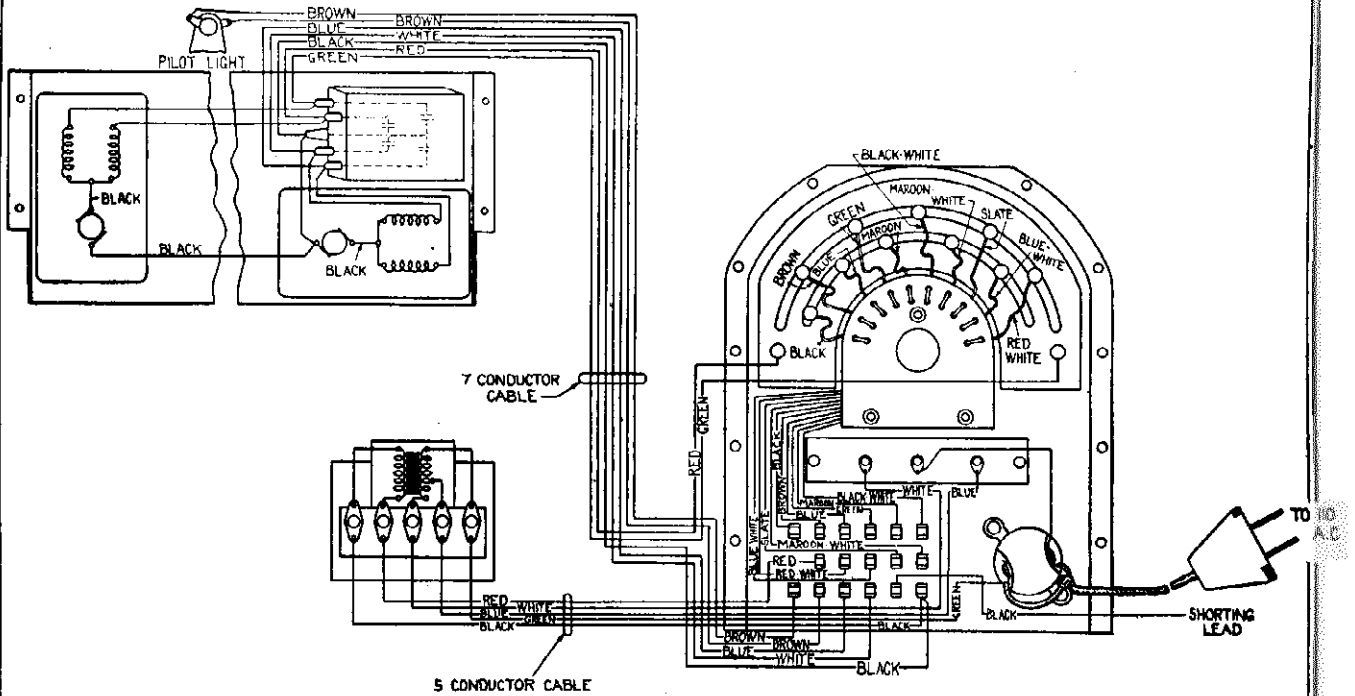 BROWN
BLUE
BROWN
BLACK
WHITE
RED
GREEN
PILOT LIGHT
BLACK
BLACK
BLACK
BLACK-WHITE
MAROON-
WHITE
GREEN
SLATE
MAROON
BLUE-
WHITE
BLUE
BROWN
BLACK
RED
WHITE
7 CONDUCTOR
CABLE
GREEN
RED
BLACK
BROWN
WHITE
BLUE
BLACK WHITE
MAROON
GREEN
BLUE
BLUE WHITE
SLATE
MAROON-WHITE
RED
RED WHITE
TO
A.C.
RED
WHITE
BLUE
GREEN
BLACK
BLACK
GREEN
BLACK
SHORTING
LEAD
BROWN
BROWN
BLUE
WHITE
BLACK
5 CONDUCTOR CABLE